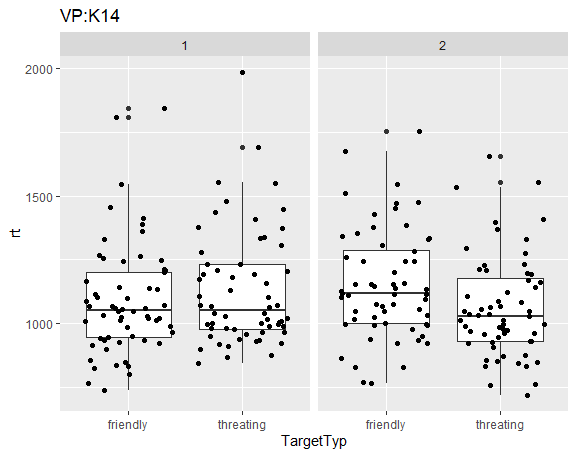 VP:K14
1 2
2000
1500
1000
rt
friendly threating friendly threating
TargetTyp